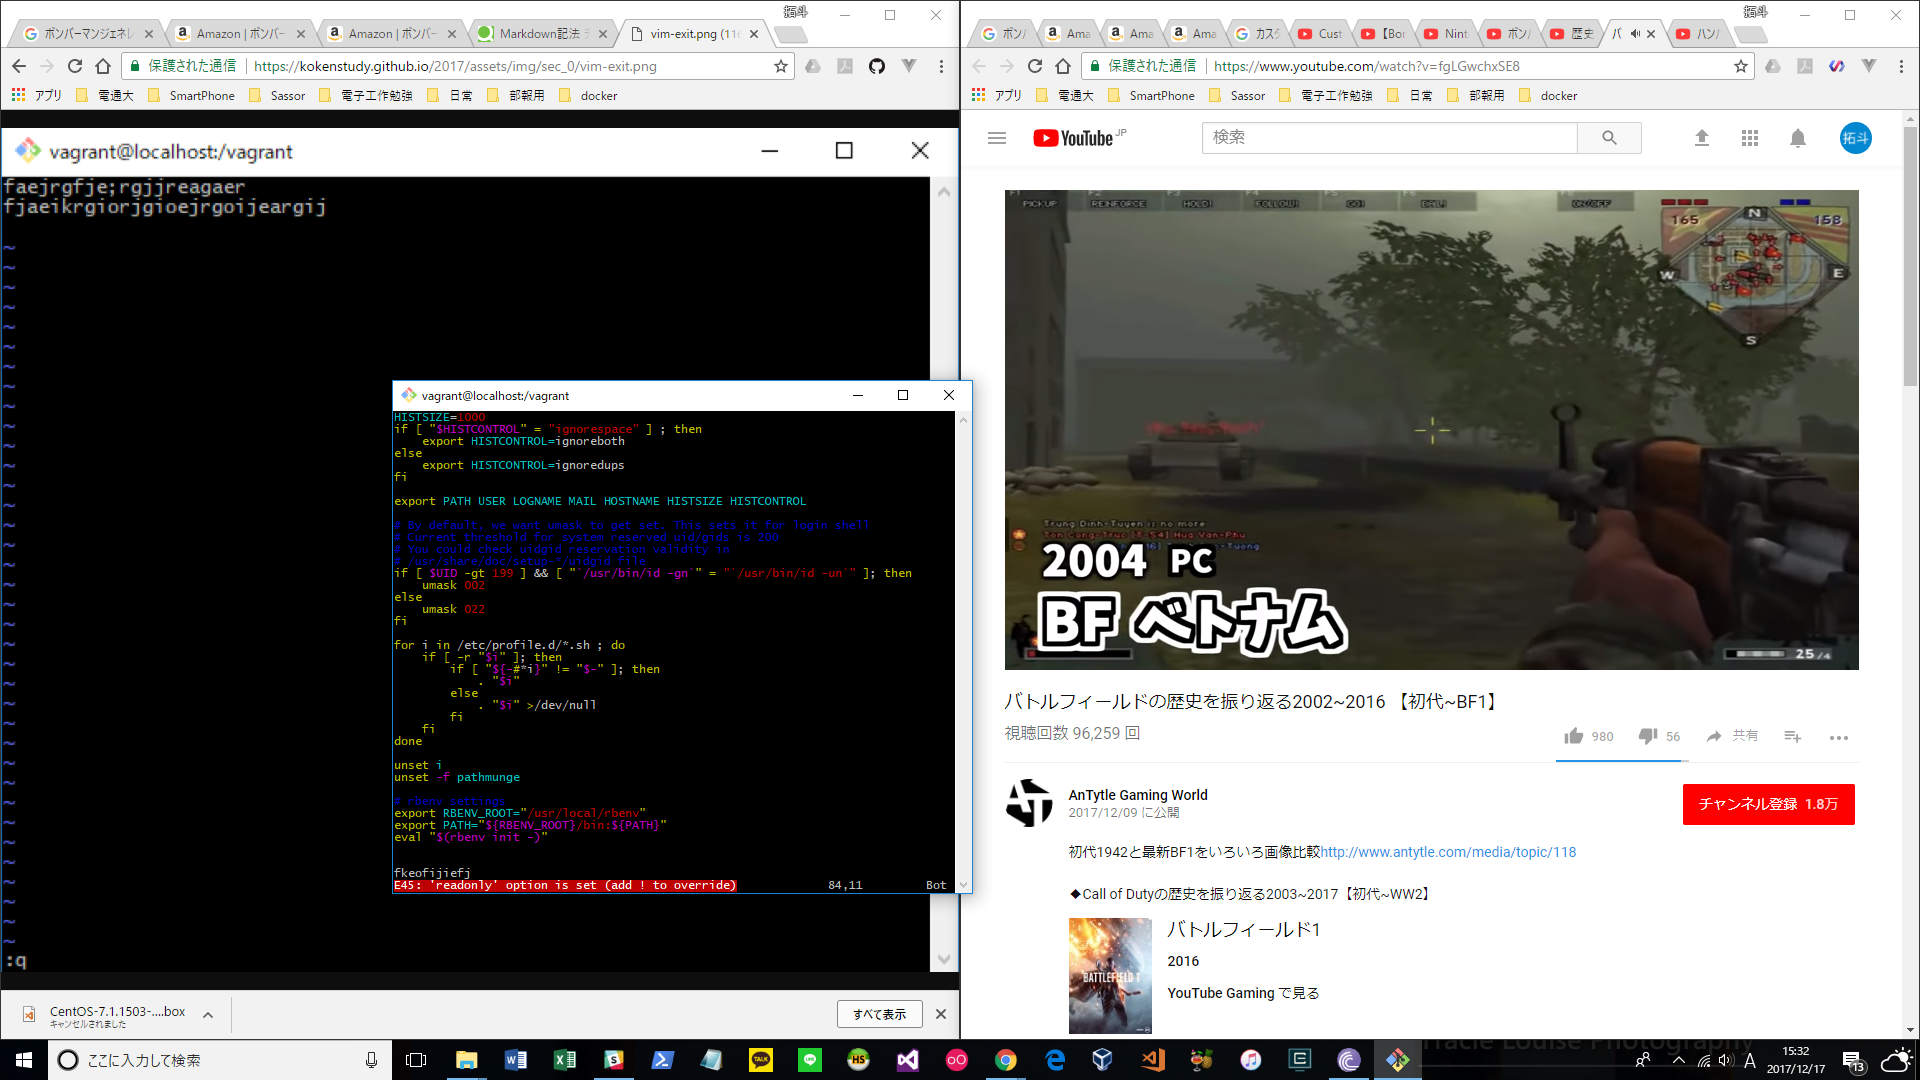 拓斗
ボンバーマンジェネレ
Amazon | ボンバー
Amazon | ボンバー
Markdown記法 チ
vim-exit.png (11
保護された通信
https://kokenstudy.github.io/2017/assets/img/sec_0/vim-exit.png
アプリ 電通大 SmartPhone Sassor 電子工作勉強 日常 部報用 docker
vagrant@localhost:/vagrant
faejrgfje;rgjjreagaer
fjaeikrgiorjgioejrgoijeargij
:q
vagrant@localhost:/vagrant
HISTSIZE=1000
if [ "$HISTCONTROL" = "ignorespace" ] ; then
export HISTCONTROL=ignoreboth
else
export HISTCONTROL=ignoredups
fi
export PATH USER LOGNAME MAIL HOSTNAME HISTSIZE HISTCONTROL
# By default, we want umask to get set. This sets it for login shell
# Current threshold for system reserved uid/gids is 200
# You could check uidgid reservation validity in
# /usr/share/doc/setup-*/uidgid file
if [ $UID -gt 199 ] && [ "`/usr/bin/id -gn`" = "`/usr/bin/id -un`" ]; then
umask 002
else
umask 022
fi
for i in /etc/profile.d/*.sh ; do
if [ -r "$i" ]; then
if [ "${-#*i}" != "$-" ]; then
. "$i"
else
. "$i" >/dev/null
fi
fi
done
unset i
unset -f pathmunge
# rbenv settings
export RBENV_ROOT="/usr/local/rbenv"
export PATH="${RBENV_ROOT}/bin:${PATH}"
eval "$(rbenv init -)"
fkeofijiefj
E45: 'readonly' option is set (add ! to override) 84,11 Bot
CentOS-7.1.1503-....box
キャンセルされました
すべて表示
拓斗
ボン
Ama
Ama
Ama
カスタ
Cust
【Bor
Nint
ボン
歴史
バ
ハン
保護された通信
https://www.youtube.com/watch?v=fgLGwchxSE8
アプリ 電通大 SmartPhone Sassor 電子工作勉強 日常 部報用 docker
YouTube JP
検索
拓斗
F1 F2 F3
PICKUP REINFORCE HOLD! FOLLOW! GO! ON/OFF
165 N 158
W E
S
Trung Dinh-Tuyen is no more
2004 PC
BF ベトナム
25/4
バトルフィールドの歴史を振り返る2002~2016 【初代~BF1】
視聴回数 96,259 回
980 56 共有
AnTytle Gaming World
2017/12/09 に公開
チャンネル登録 1.8万
初代1942と最新BF1をいろいろ画像比較http://www.antytle.com/media/topic/118
◆Call of Dutyの歴史を振り返る2003~2017【初代~WW2】
BATTLEFIELD 1
バトルフィールド1
2016
YouTube Gaming で見る
ここに入力して検索
TALK
LINE
HS
Tracie Louise Photography
A
15:32
2017/12/17
13